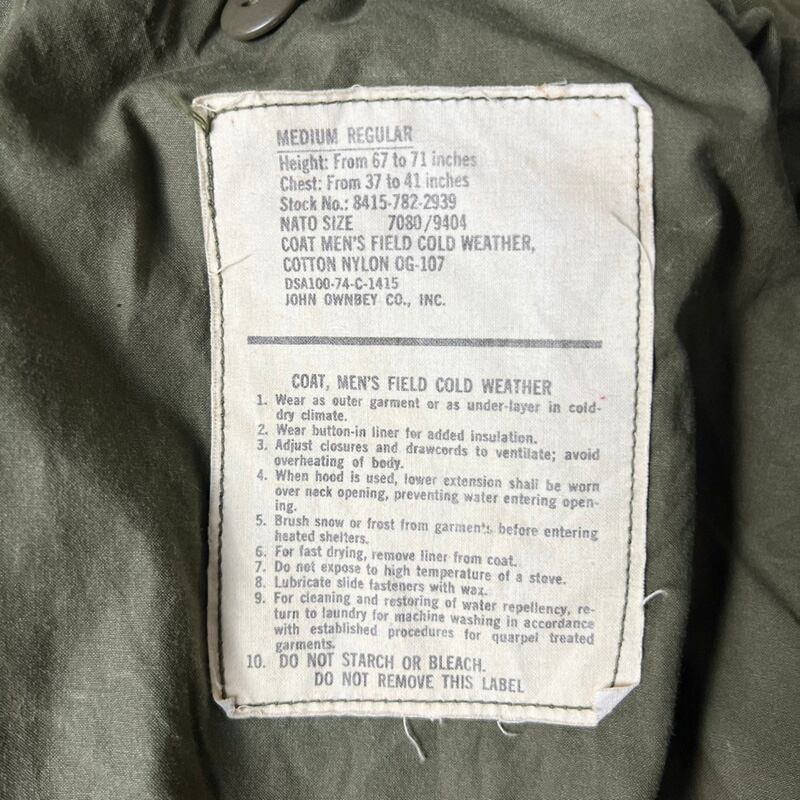 MEDIUM REGULAR
Height: From 67 to 71 inches
Chest: From 37 to 41 inches
Stock No.: 8415-782-2939
NATO SIZE 7080/9404
COAT MEN'S FIELD COLD WEATHER,
COTTON NYLON OG-107
DSA100-74-C-1415
JOHN OWNBEY CO., INC.
COAT, MEN'S FIELD COLD WEATHER
1. Wear as outer garment or as under-layer in cold-
dry climate.
2. Wear button-in liner for added insulation.
3. Adjust closures and drawcords to ventilate; avoid
overheating of body.
4. When hood is used, lower extension shall be worn
over neck opening, preventing water entering open-
ing.
5. Brush snow or frost from garments before entering
heated shelters.
6. For fast drying, remove liner from coat.
7. Do not expose to high temperature of a stove.
8. Lubricate slide fasteners with wax.
9. For cleaning and restoring of water repellency, re-
turn to laundry for machine washing in accordance
with established procedures for quarpel treated
garments.
10. DO NOT STARCH OR BLEACH.
DO NOT REMOVE THIS LABEL